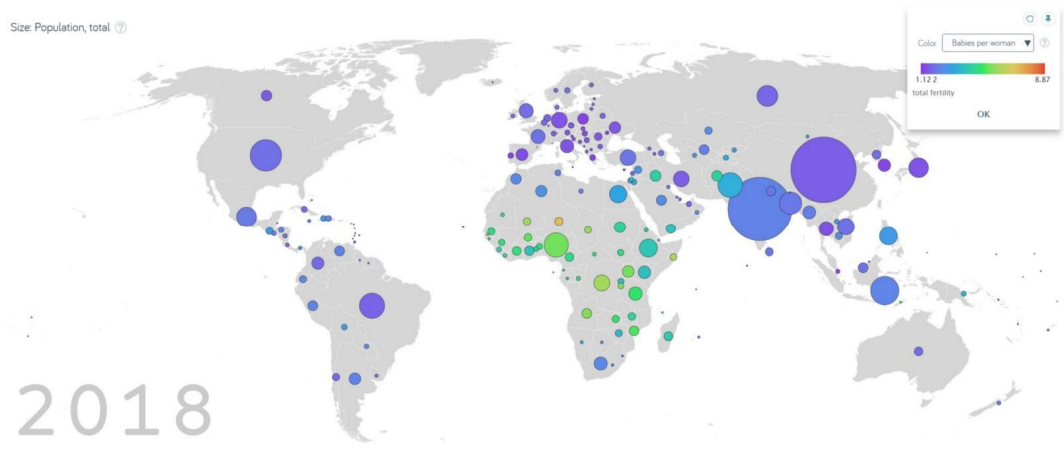 Size: Population, total ?
Color Babies per woman ▼ ?
1.12 2 8.87
total fertility
OK
2018